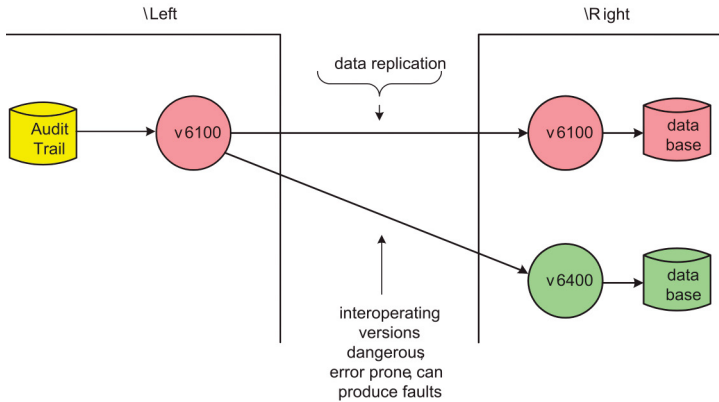 \Left
\Right
data replication
Audit
Trail
v6100
v6100
data
base
v6400
data
base
interoperating
versions
dangerous,
error prone, can
produce faults